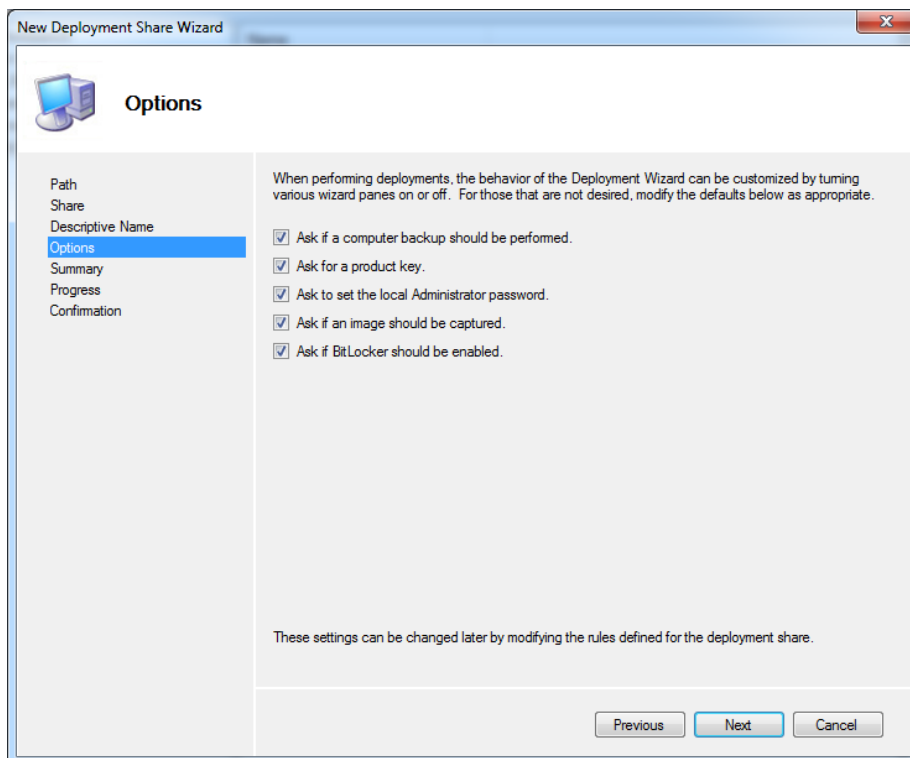 New Deployment Share Wizard
Options
Path
Share
Descriptive Name
Options
Summary
Progress
Confirmation
When performing deployments, the behavior of the Deployment Wizard can be customized by turning
various wizard panes on or off.  For those that are not desired, modify the defaults below as appropriate.
Ask if a computer backup should be performed.
Ask for a product key.
Ask to set the local Administrator password.
Ask if an image should be captured.
Ask if BitLocker should be enabled.
These settings can be changed later by modifying the rules defined for the deployment share.
Previous
Next
Cancel